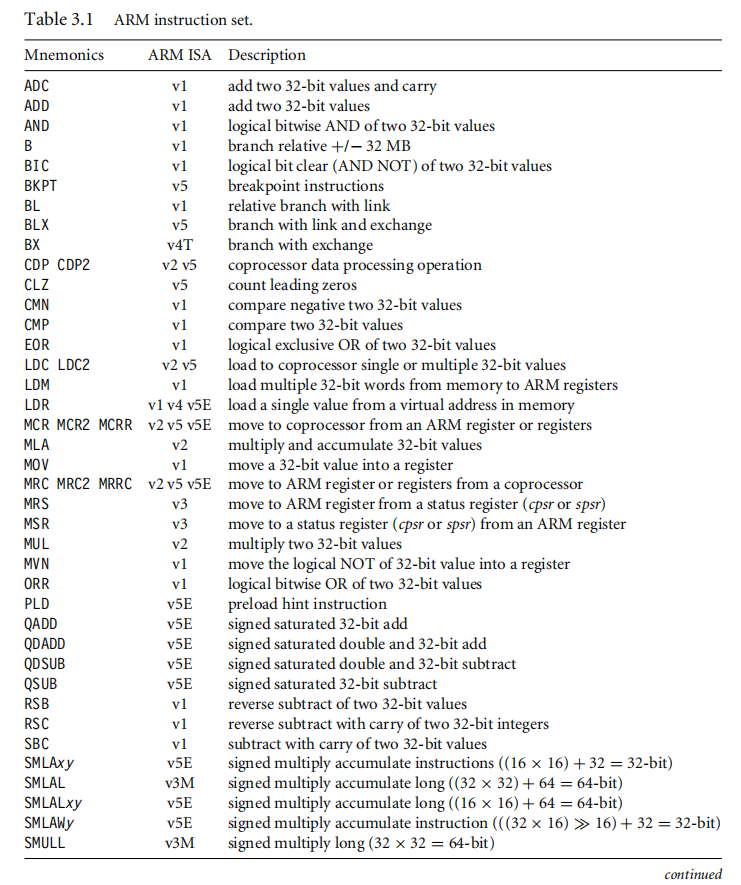 Table 3.1 ARM instruction set.
Mnemonics ARM ISA Description
ADC v1 add two 32-bit values and carry
ADD v1 add two 32-bit values
AND v1 logical bitwise AND of two 32-bit values
B v1 branch relative +/− 32 MB
BIC v1 logical bit clear (AND NOT) of two 32-bit values
BKPT v5 breakpoint instructions
BL v1 relative branch with link
BLX v5 branch with link and exchange
BX v4T branch with exchange
CDP CDP2 v2 v5 coprocessor data processing operation
CLZ v5 count leading zeros
CMN v1 compare negative two 32-bit values
CMP v1 compare two 32-bit values
EOR v1 logical exclusive OR of two 32-bit values
LDC LDC2 v2 v5 load to coprocessor single or multiple 32-bit values
LDM v1 load multiple 32-bit words from memory to ARM registers
LDR v1 v4 v5E load a single value from a virtual address in memory
MCR MCR2 MCRR v2 v5 v5E move to coprocessor from an ARM register or registers
MLA v2 multiply and accumulate 32-bit values
MOV v1 move a 32-bit value into a register
MRC MRC2 MRRC v2 v5 v5E move to ARM register or registers from a coprocessor
MRS v3 move to ARM register from a status register (cpsr or spsr)
MSR v3 move to a status register (cpsr or spsr) from an ARM register
MUL v2 multiply two 32-bit values
MVN v1 move the logical NOT of 32-bit value into a register
ORR v1 logical bitwise OR of two 32-bit values
PLD v5E preload hint instruction
QADD v5E signed saturated 32-bit add
QDADD v5E signed saturated double and 32-bit add
QDSUB v5E signed saturated double and 32-bit subtract
QSUB v5E signed saturated 32-bit subtract
RSB v1 reverse subtract of two 32-bit values
RSC v1 reverse subtract with carry of two 32-bit integers
SBC v1 subtract with carry of two 32-bit values
SMLAxy v5E signed multiply accumulate instructions ((16 × 16) + 32 = 32-bit)
SMLAL v3M signed multiply accumulate long ((32 × 32) + 64 = 64-bit)
SMLALxy v5E signed multiply accumulate long ((16 × 16) + 64 = 64-bit)
SMLAWy v5E signed multiply accumulate instruction (((32 × 16) ≫ 16) + 32 = 32-bit)
SMULL v3M signed multiply long (32 × 32 = 64-bit)
continued